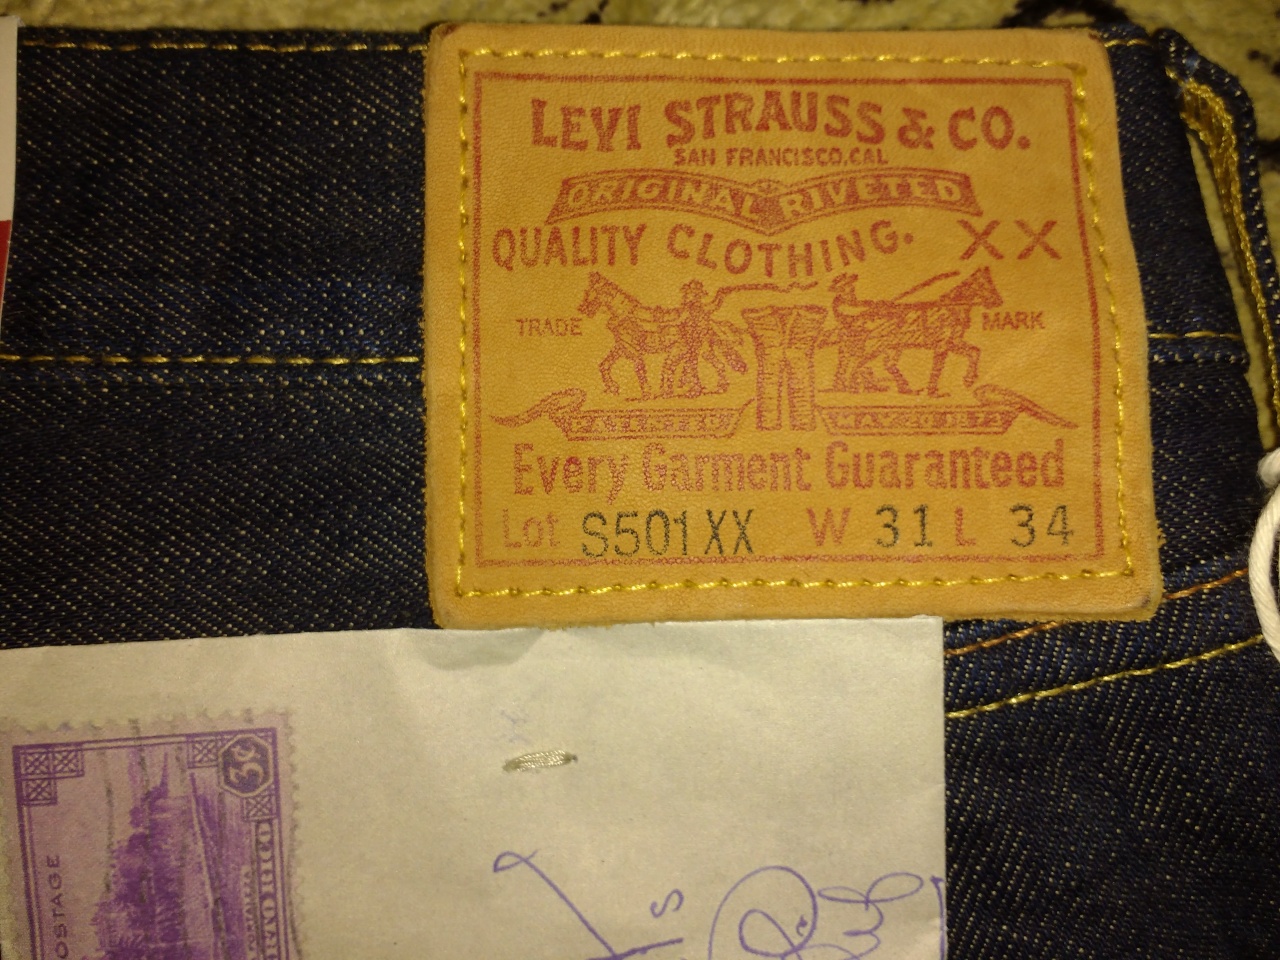 LEVI STRAUSS & CO.
SAN FRANCISCO,CAL
ORIGINAL RIVETED
QUALITY CLOTHING. XX
TRADE MARK
Every Garment Guaranteed
Lot S501XX W 31 L 34
3¢
POSTAGE